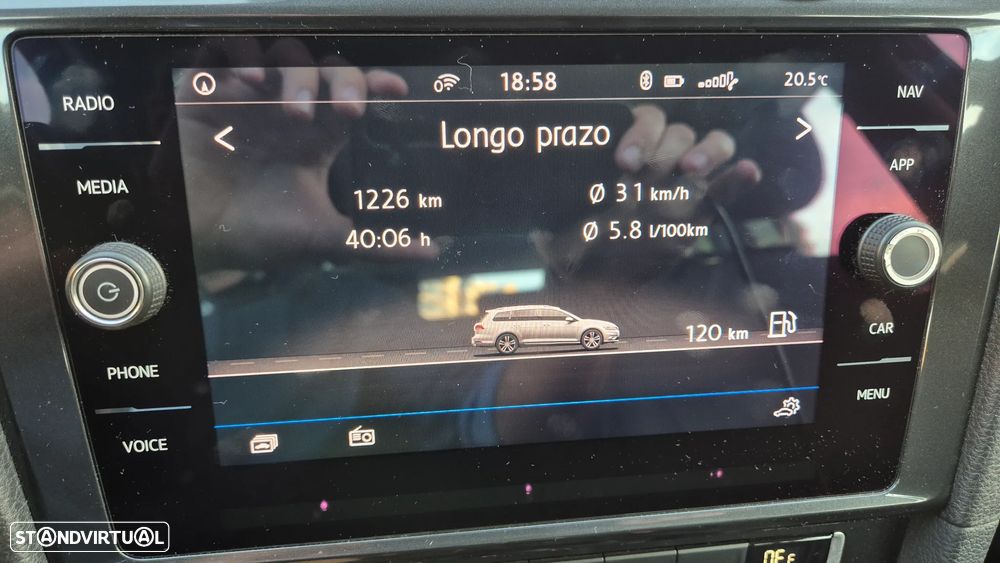 RADIO
MEDIA
PHONE
VOICE
18:58
20.5°C
Longo prazo
1226 km
Ø 31 km/h
40:06 h
Ø 5.8 l/100km
120 km
NAV
APP
CAR
MENU
STANDVIRTUAL